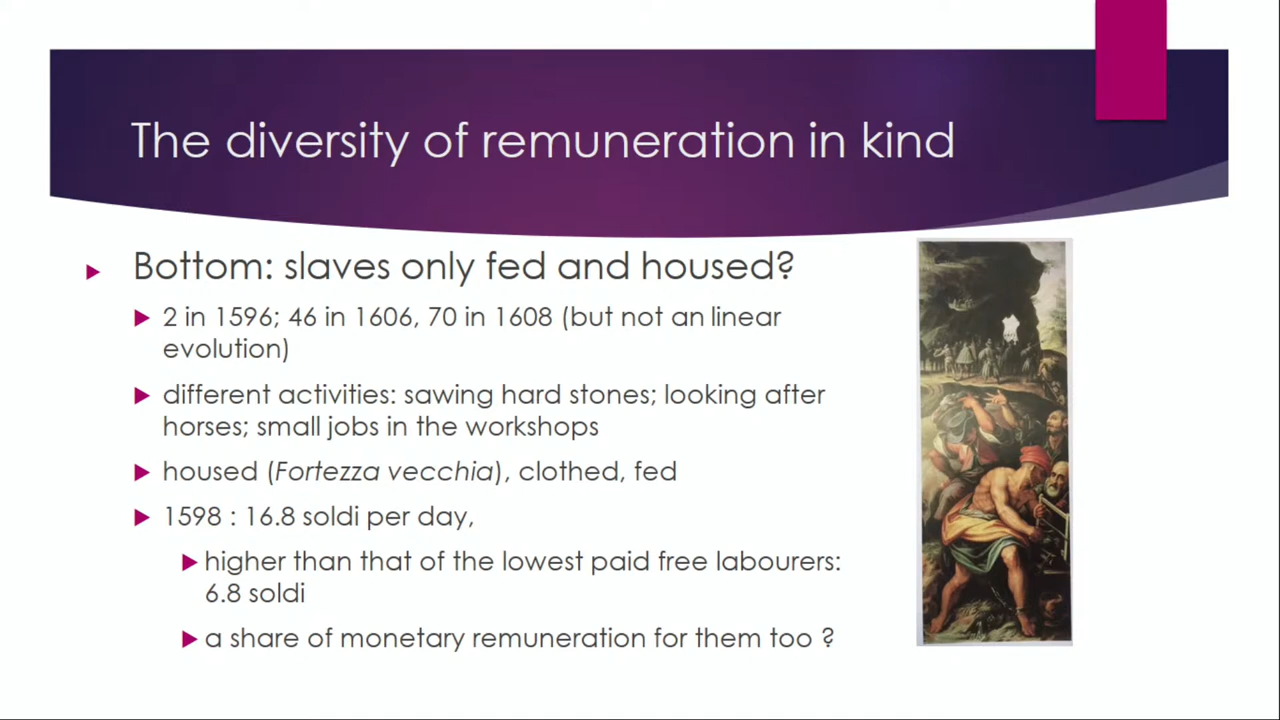 The diversity of remuneration in kind
Bottom: slaves only fed and housed?
2 in 1596; 46 in 1606, 70 in 1608 (but not an linear
evolution)
different activities: sawing hard stones; looking after
horses; small jobs in the workshops
housed (Fortezza vecchia), clothed, fed
1598 : 16.8 soldi per day,
higher than that of the lowest paid free labourers:
6.8 soldi
a share of monetary remuneration for them too ?